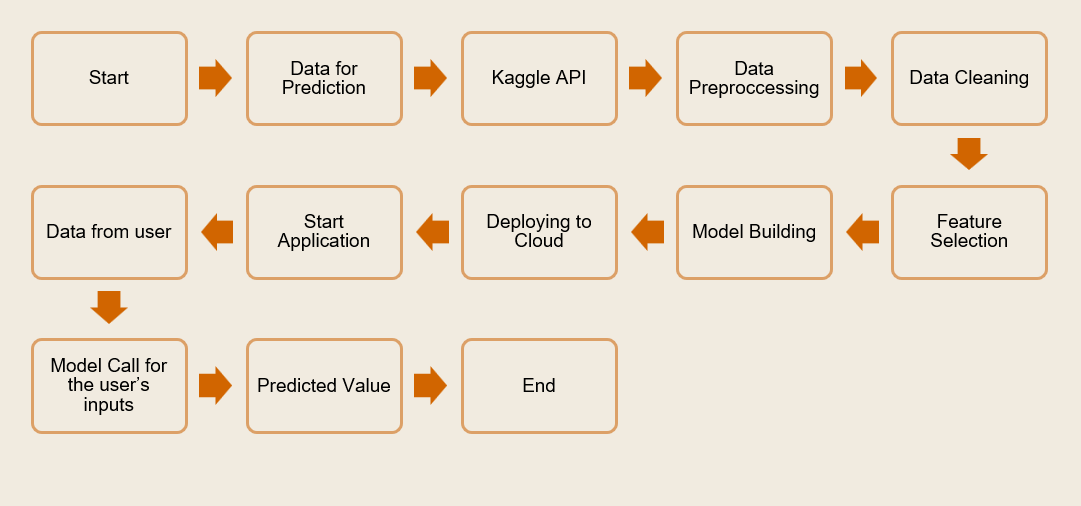 Start
Data for
Prediction
Kaggle API
Data
Preproccessing
Data Cleaning
Feature
Selection
Model Building
Deploying to
Cloud
Start
Application
Data from user
Model Call for
the user’s
inputs
Predicted Value
End